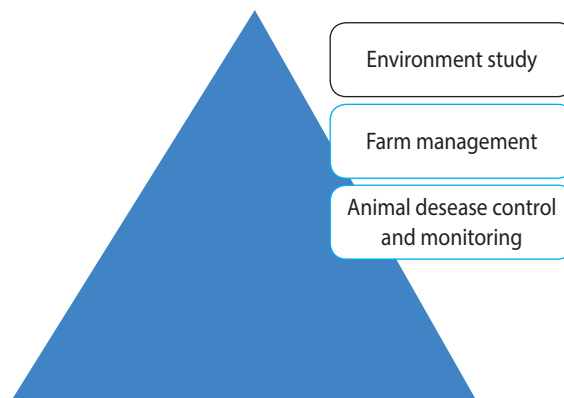 Environment study
Farm management
Animal desease control
and monitoring